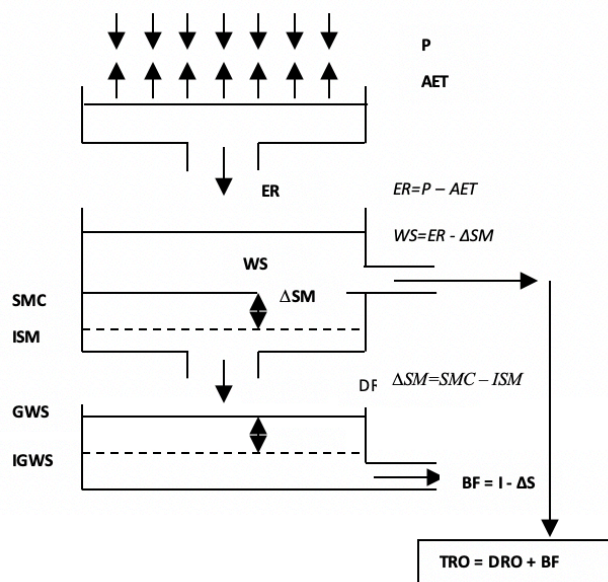 P
AET
ER
ER=P – AET
WS=ER - ΔSM
WS
SMC
ΔSM
ISM
ΔSM=SMC – ISM
GWS
IGWS
BF = I - ΔS
TRO = DRO + BF